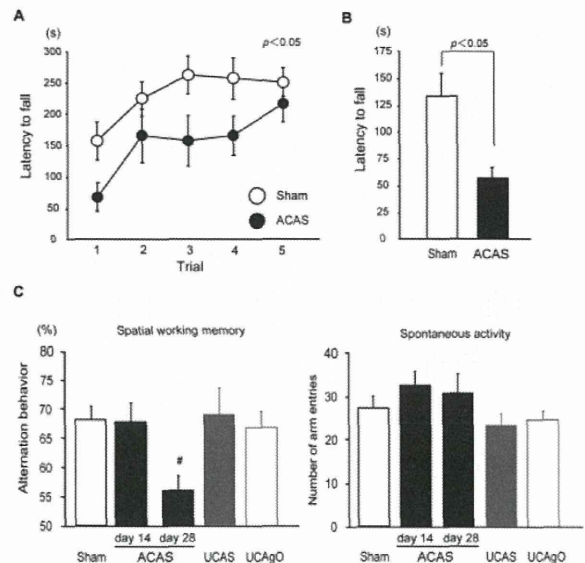 A
(s)
p<0.05
350
300
250
200
150
100
50
0
Latency to fall
Sham
ACAS
1 2 3 4 5
Trial
B
(s)
p<0.05
175
150
125
100
75
50
25
0
Latency to fall
Sham ACAS
C
(%)
Spatial working memory
80
75
70
65
60
55
50
Alternation behavior
#
day 14 day 28
Sham ACAS UCAS UCAgO
Spontaneous activity
40
30
20
10
0
Number of arm entries
day 14 day 28
Sham ACAS UCAS UCAgO